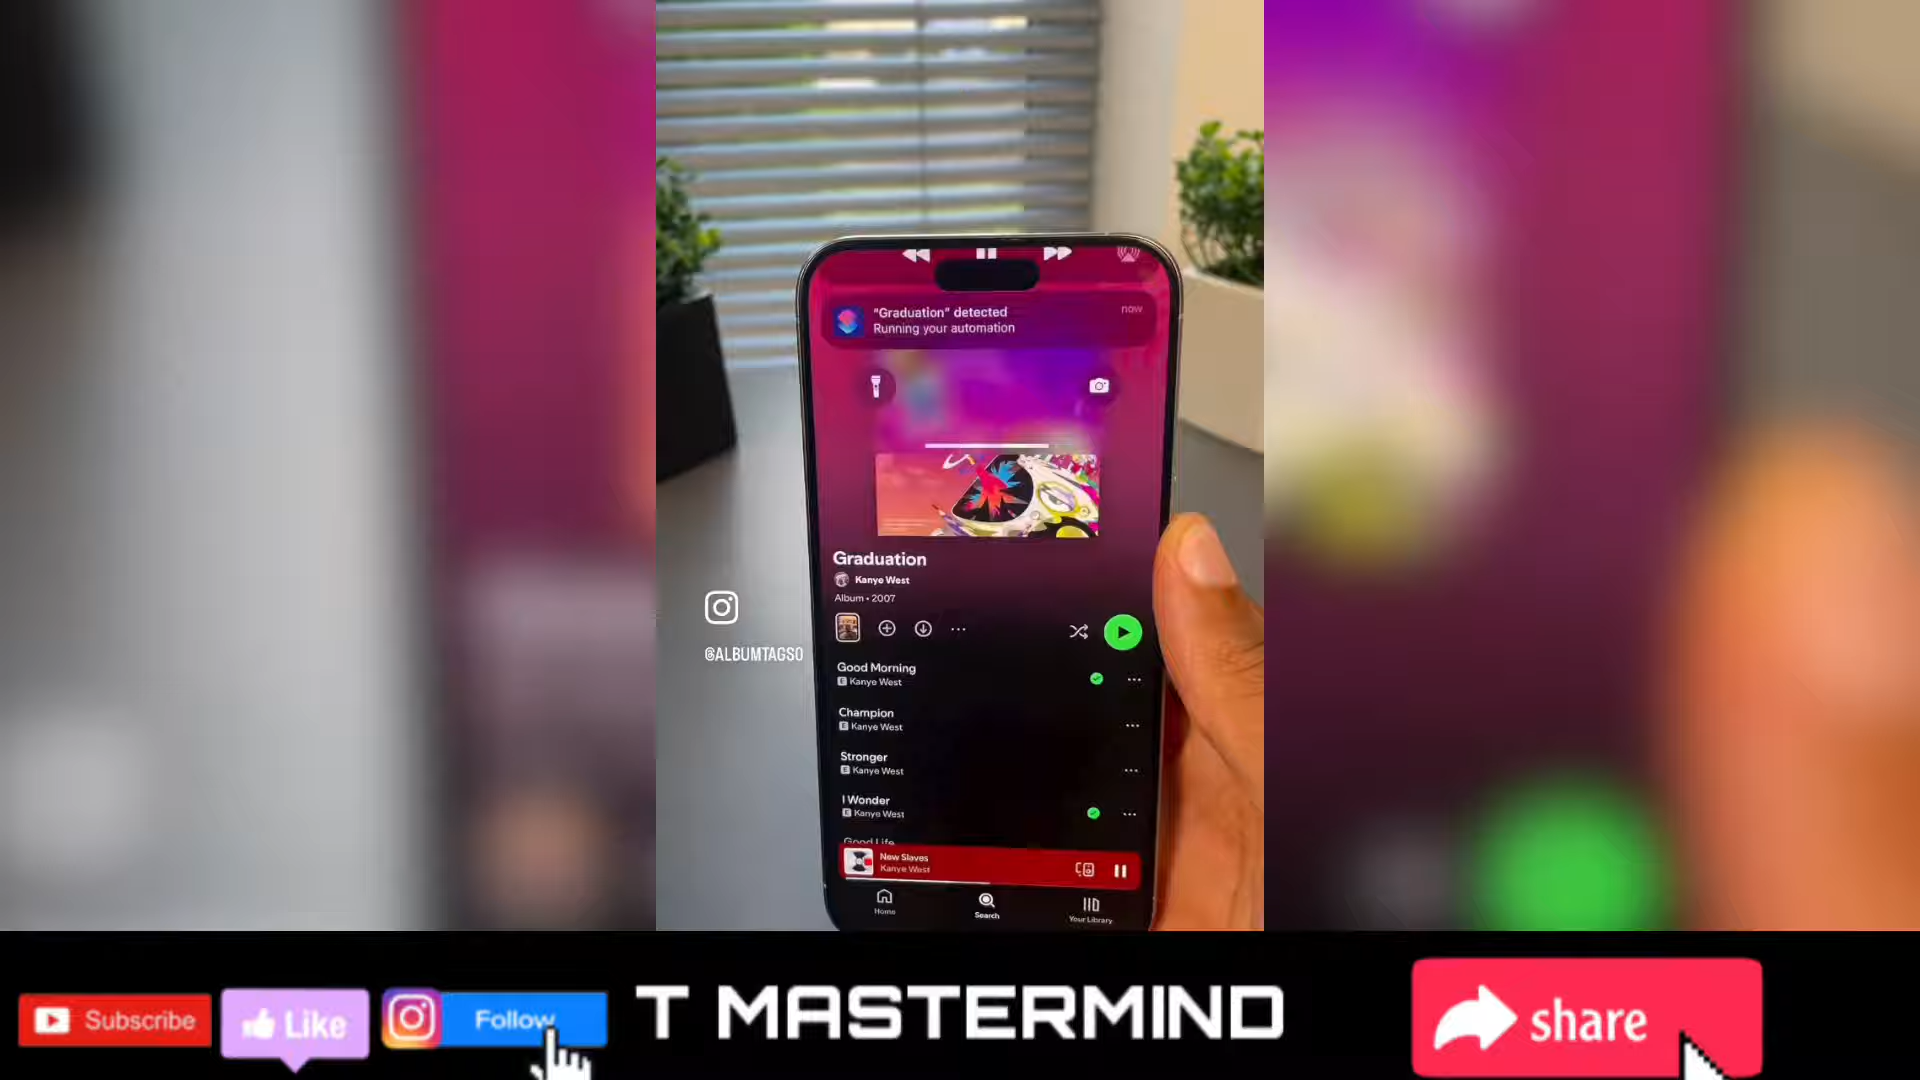 "Graduation" detected
now
Running your automation
Graduation
Kanye West
Album • 2007
@ALBUMTAGSO
Good Morning
E Kanye West
Champion
E Kanye West
Stronger
E Kanye West
I Wonder
E Kanye West
Good Life
New Slaves
Kanye West
Home
Search
Your Library
Subscribe
Like
Follow
T MASTERMIND
share